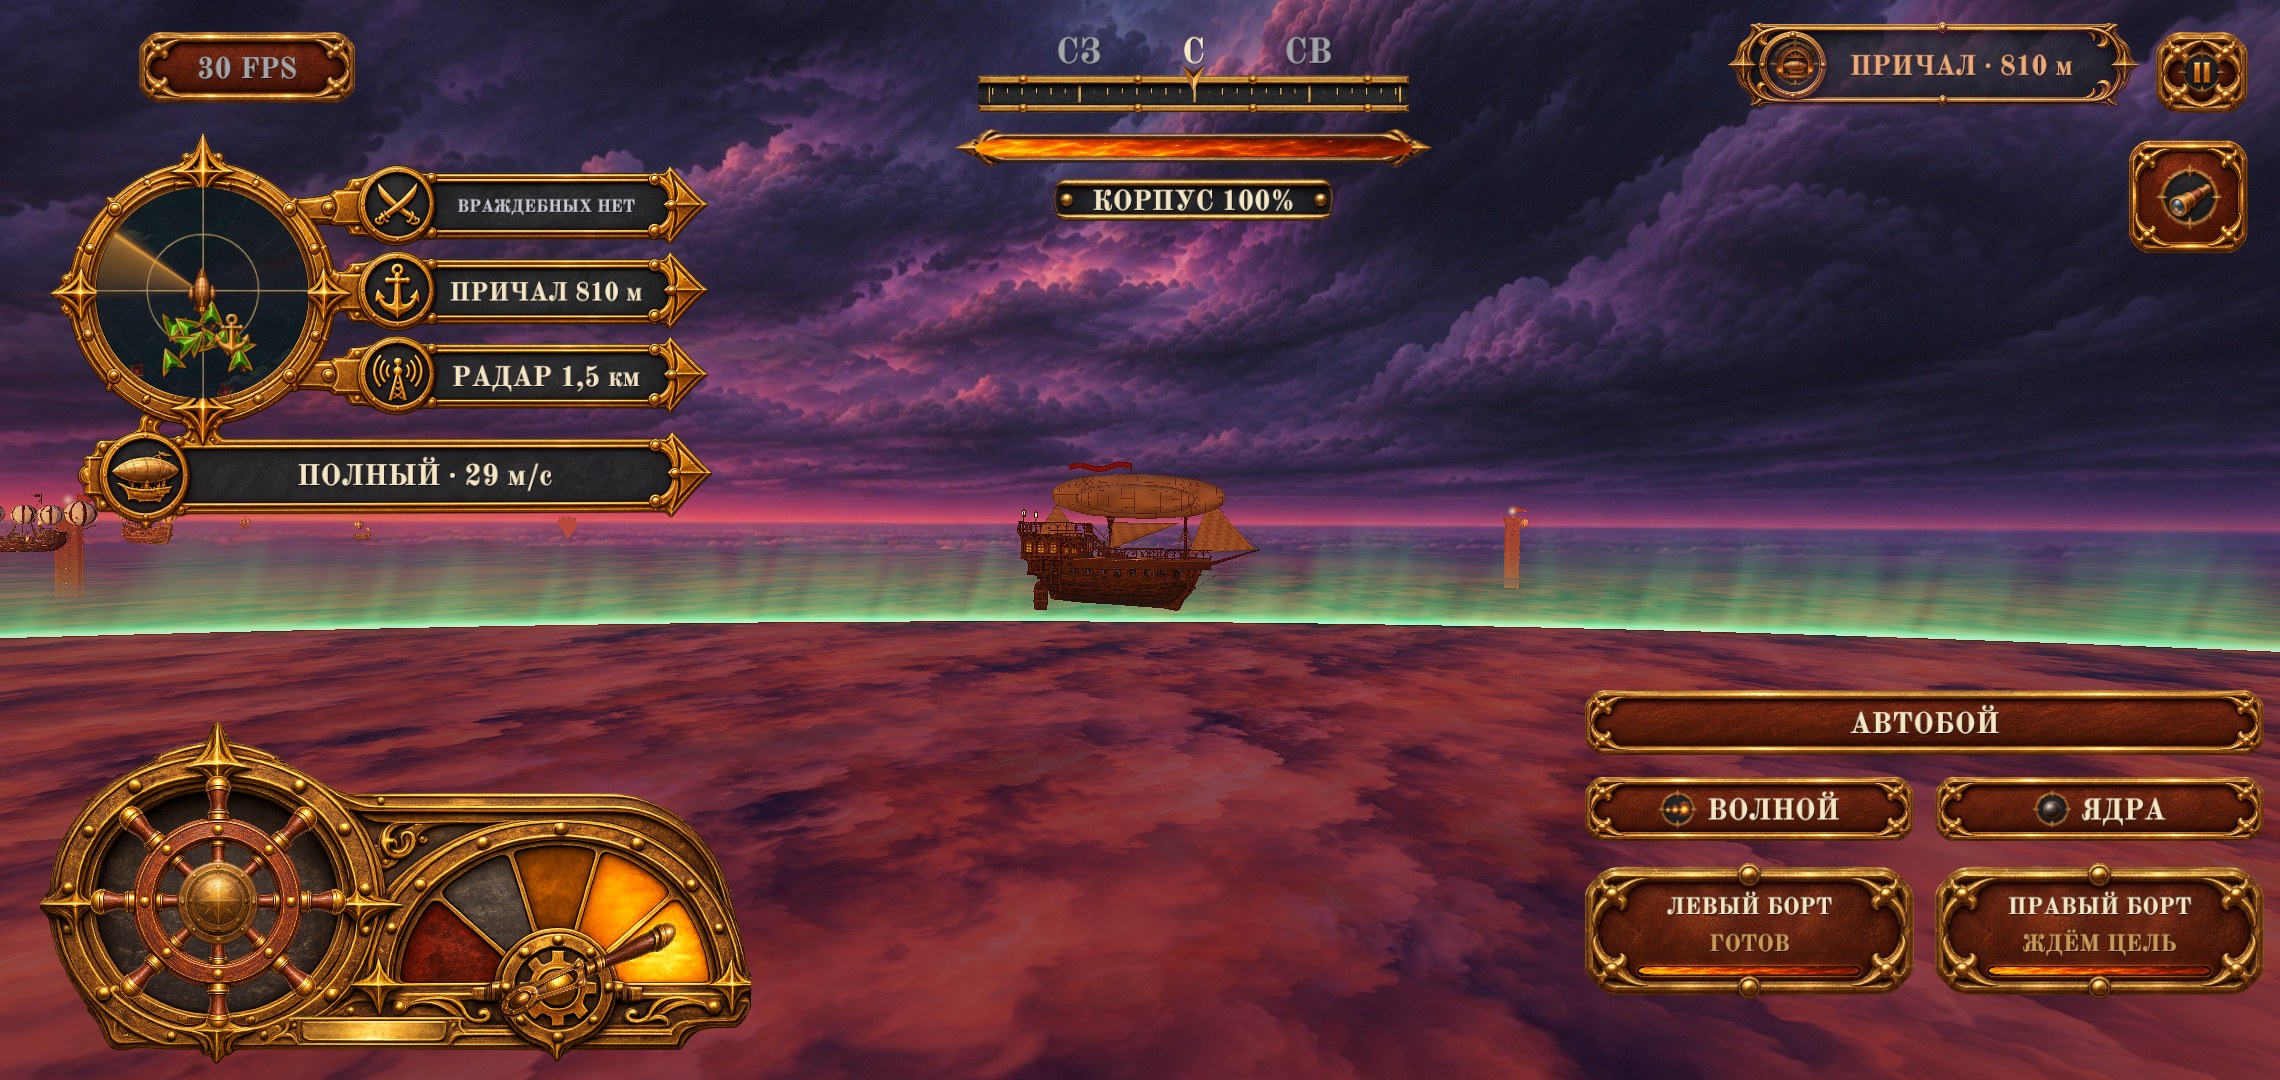 30 FPS
СЗ С СВ
ПРИЧАЛ · 810 м
КОРПУС 100%
ВРАЖДЕБНЫХ НЕТ
ПРИЧАЛ 810 м
РАДАР 1,5 км
ПОЛНЫЙ · 29 м/с
АВТОБОЙ
ВОЛНОЙ
ЯДРА
ЛЕВЫЙ БОРТ
ГОТОВ
ПРАВЫЙ БОРТ
ЖДЁМ ЦЕЛЬ